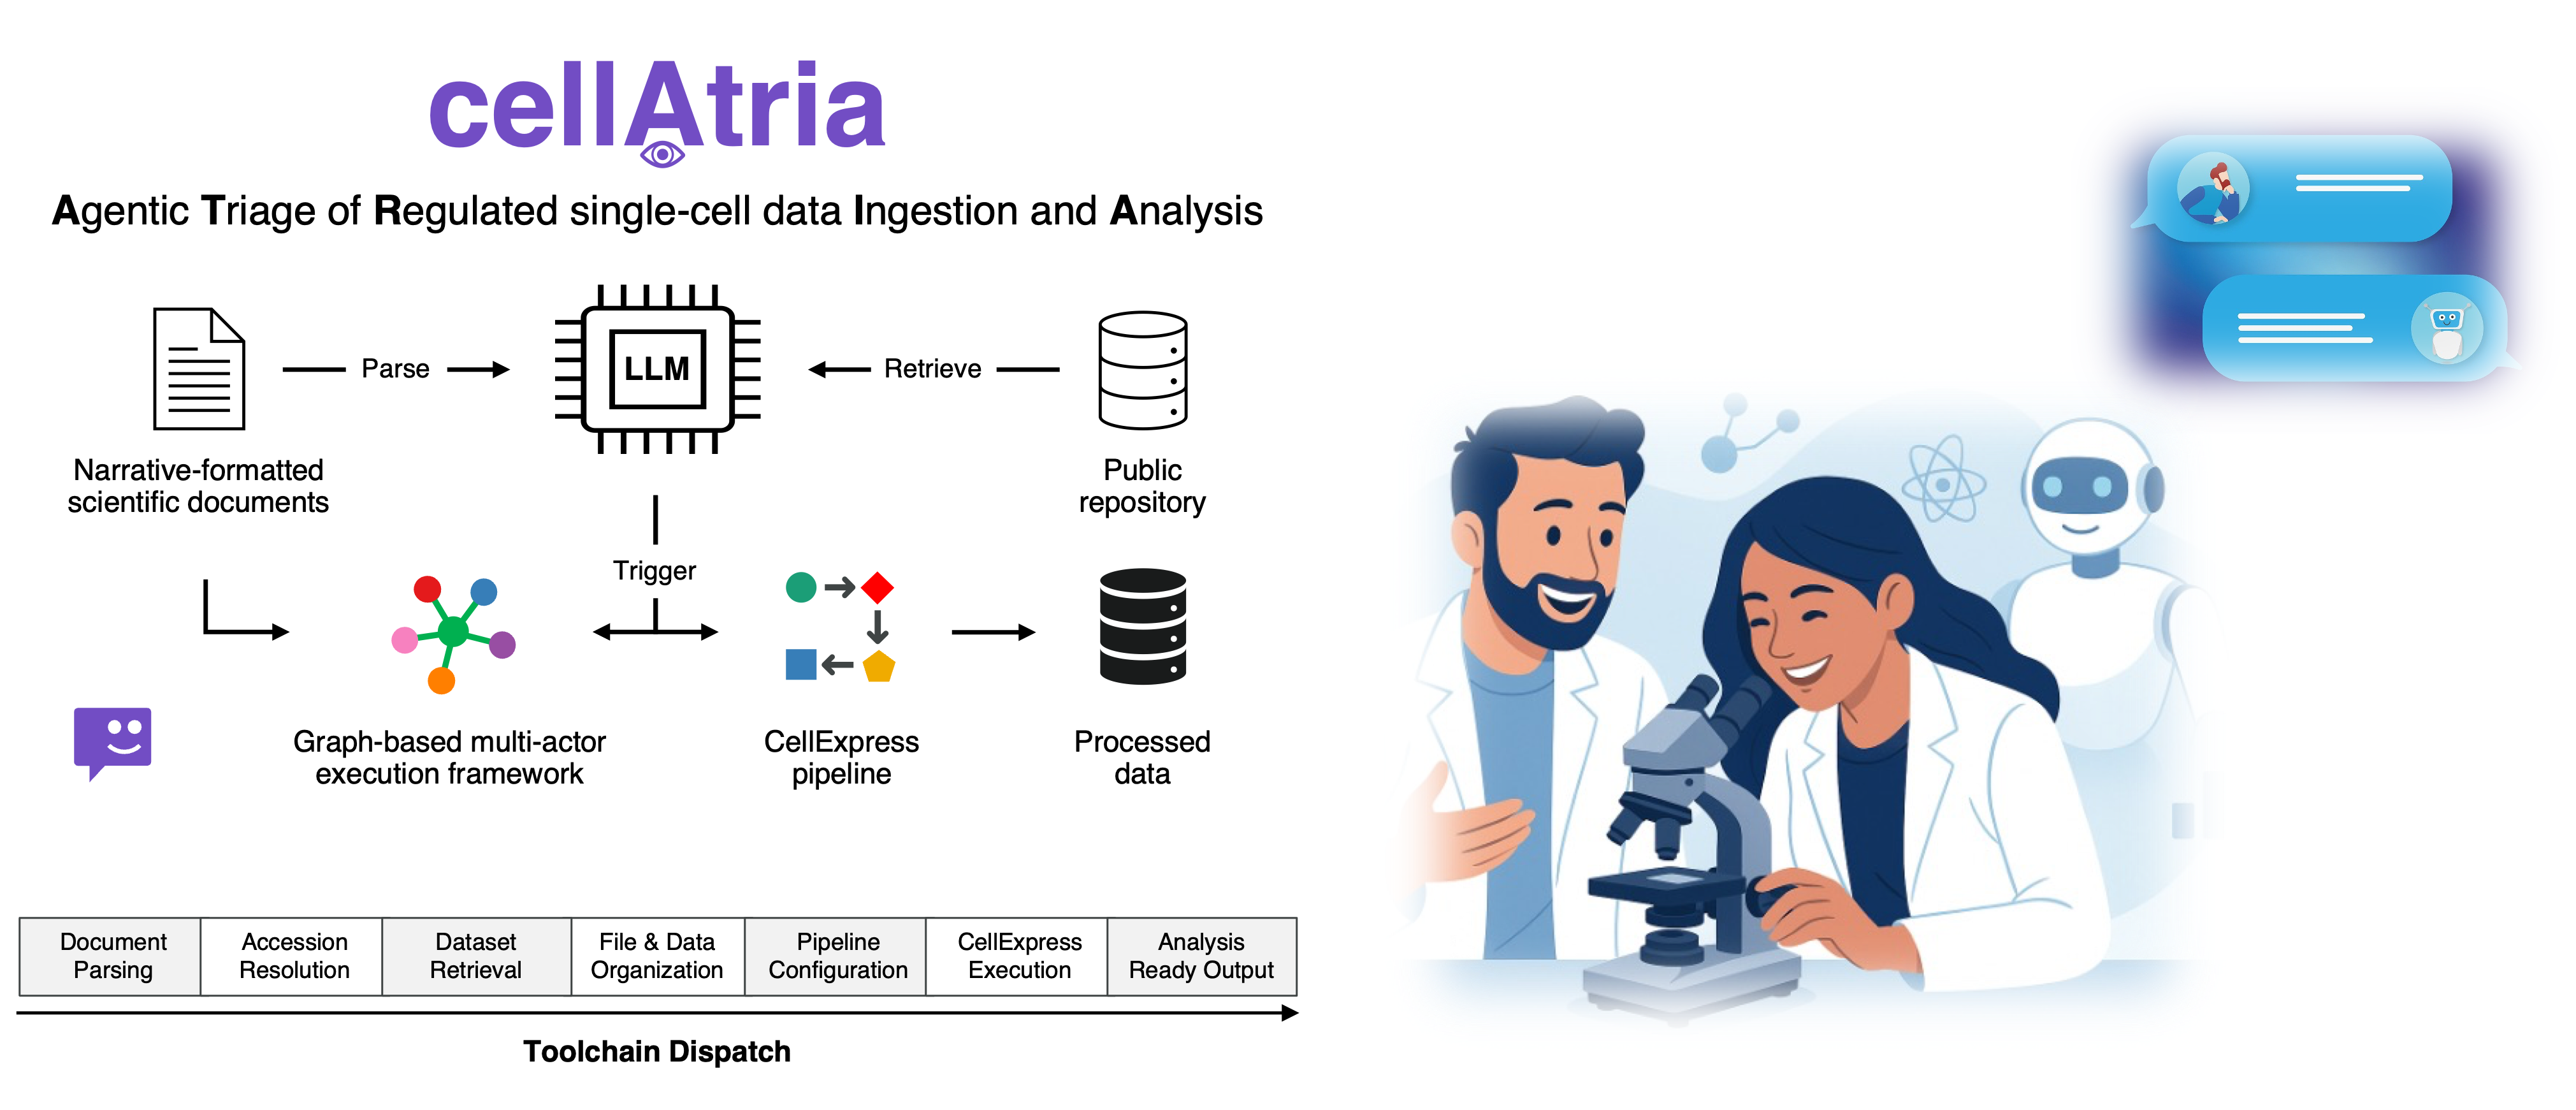 cellAtria
Agentic Triage of Regulated single-cell data Ingestion and Analysis
Parse
LLM
Retrieve
Narrative-formatted
scientific documents
Public
repository
Trigger
Graph-based multi-actor
execution framework
CellExpress
pipeline
Processed
data
Document
Parsing
Accession
Resolution
Dataset
Retrieval
File & Data
Organization
Pipeline
Configuration
CellExpress
Execution
Analysis
Ready Output
Toolchain Dispatch